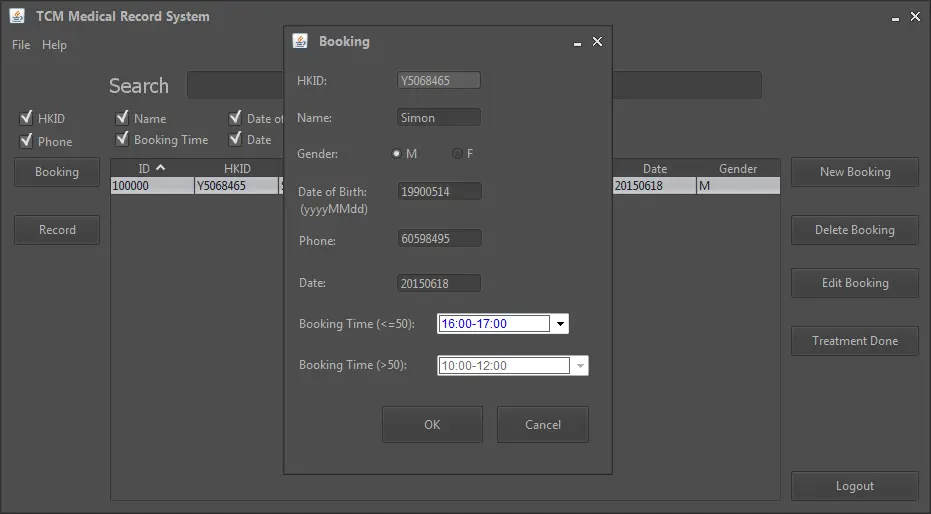 TCM Medical Record System
File Help
Search
HKID
Name
Date of
Phone
Booking Time
Date
Booking
Record
ID HKID Date Gender
100000 Y5068465 20150618 M
New Booking
Delete Booking
Edit Booking
Treatment Done
Logout
Booking
HKID: Y5068465
Name: Simon
Gender: M F
Date of Birth: 19900514
(yyyyMMdd)
Phone: 60598495
Date: 20150618
Booking Time (<=50): 16:00-17:00
Booking Time (>50): 10:00-12:00
OK Cancel